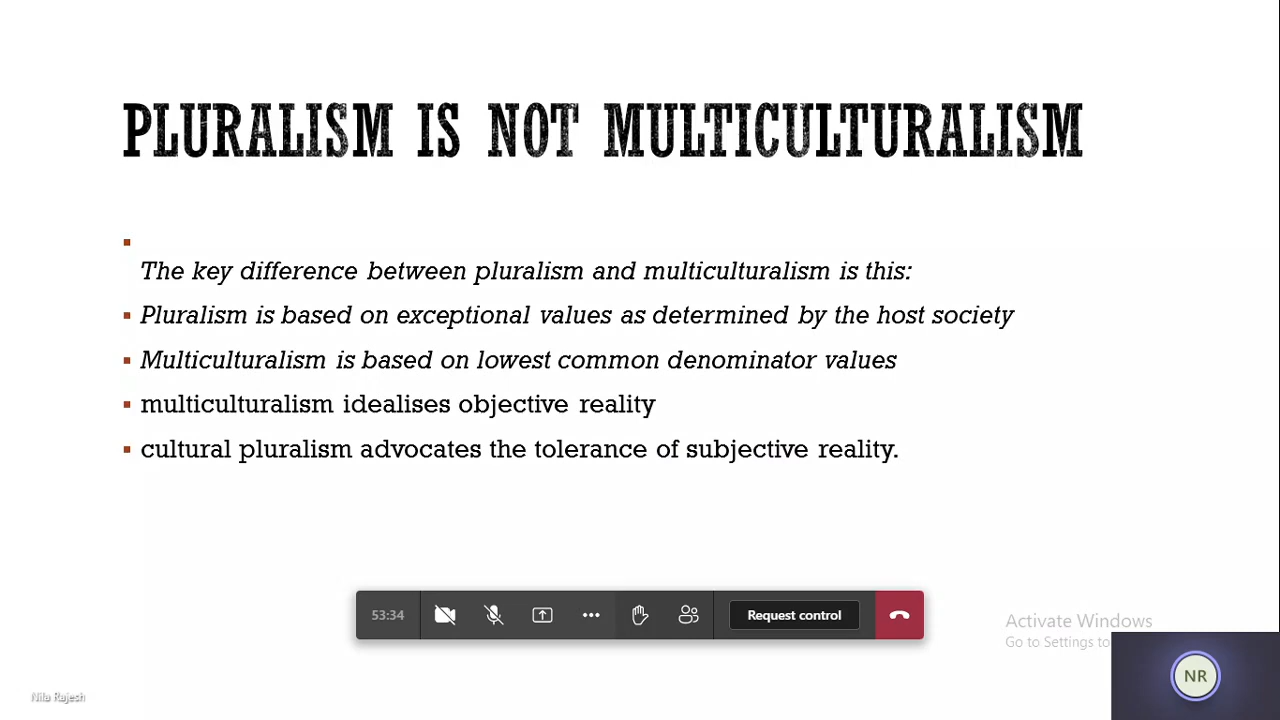 PLURALISM IS NOT MULTICULTURALISM
The key difference between pluralism and multiculturalism is this:
Pluralism is based on exceptional values as determined by the host society
Multiculturalism is based on lowest common denominator values
multiculturalism idealises objective reality
cultural pluralism advocates the tolerance of subjective reality.
53:34
Request control
Activate Windows
Go to Settings to
NR
Nila Rajesh